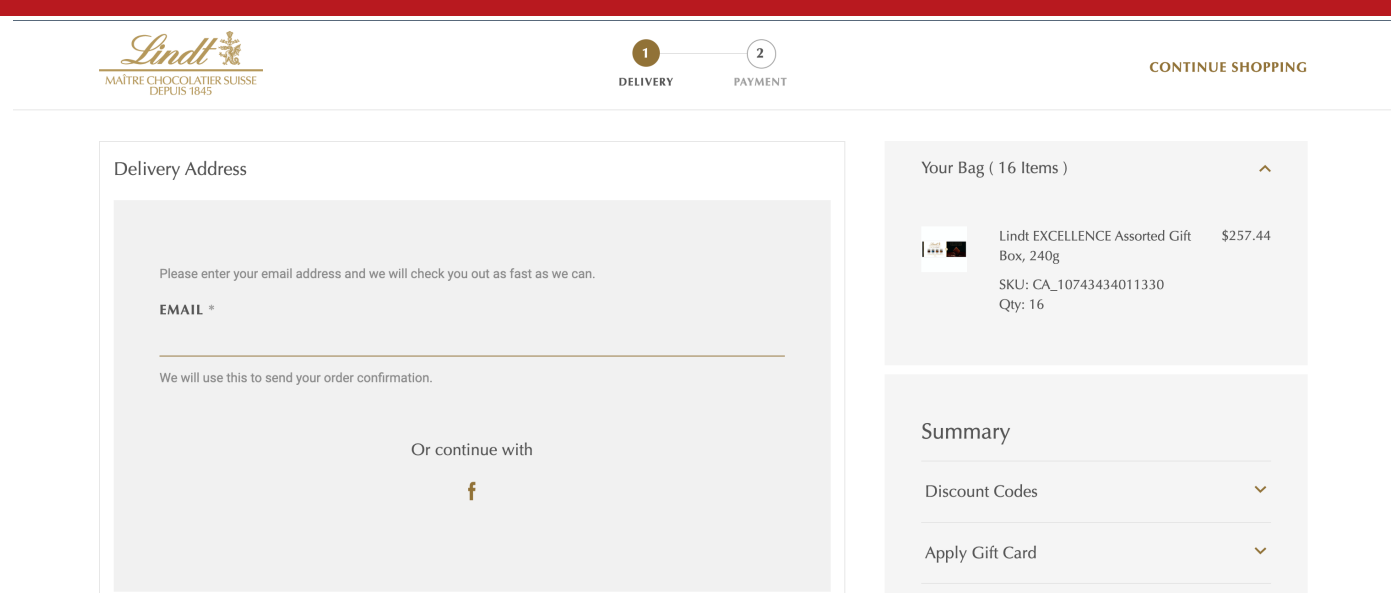 Lindt
MAÎTRE CHOCOLATIER SUISSE
DEPUIS 1845
1
DELIVERY
2
PAYMENT
CONTINUE SHOPPING
Delivery Address
Please enter your email address and we will check you out as fast as we can.
EMAIL *
We will use this to send your order confirmation.
Or continue with
f
Your Bag ( 16 Items )
Lindt EXCELLENCE Assorted Gift $257.44
Box, 240g
SKU: CA_10743434011330
Qty: 16
Summary
Discount Codes
Apply Gift Card